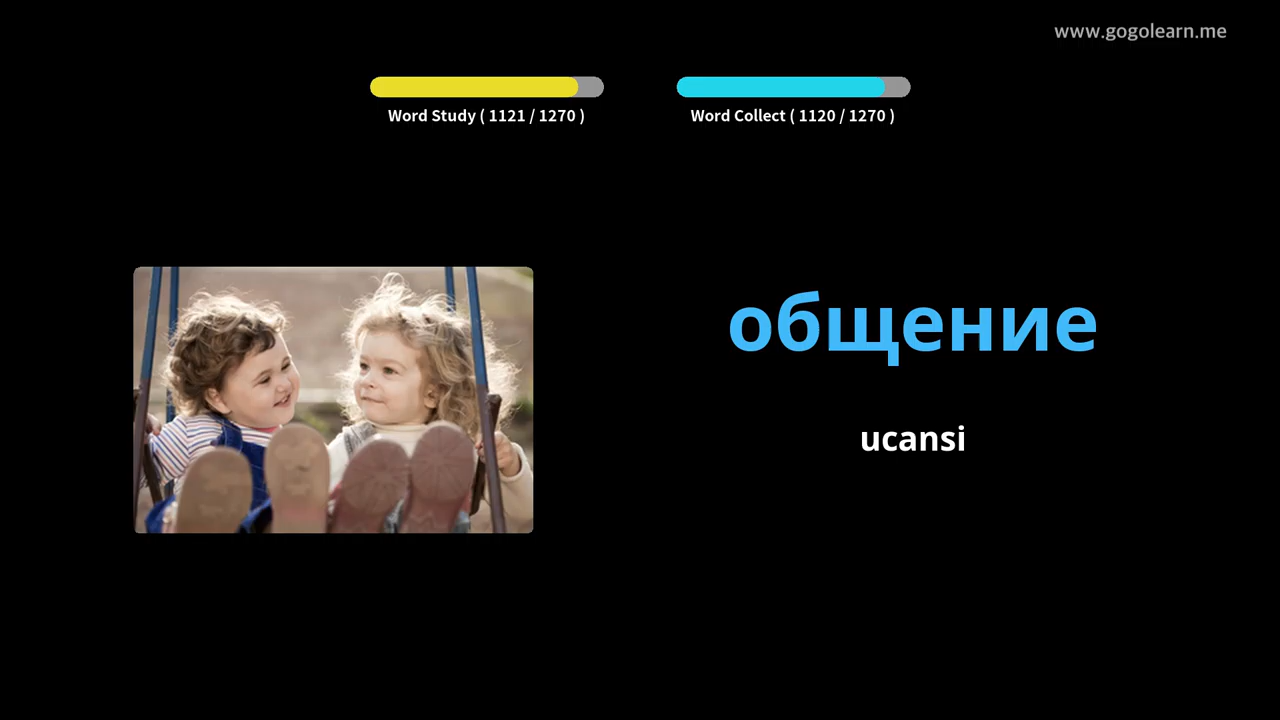 www.gogolearn.me
Word Study ( 1121 / 1270 )
Word Collect ( 1120 / 1270 )
общение
ucansi